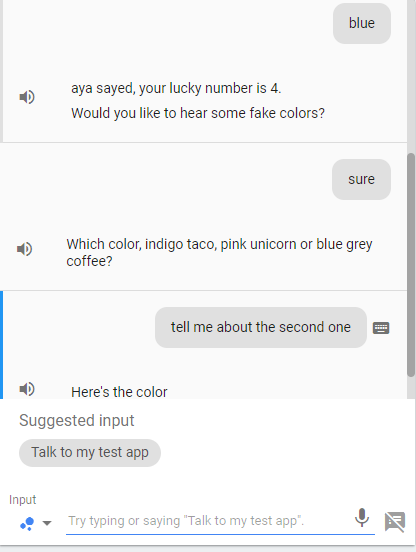 blue
aya sayed, your lucky number is 4.
Would you like to hear some fake colors?
sure
Which color, indigo taco, pink unicorn or blue grey
coffee?
tell me about the second one
Here's the color
Suggested input
Talk to my test app
Input
Try typing or saying "Talk to my test app".